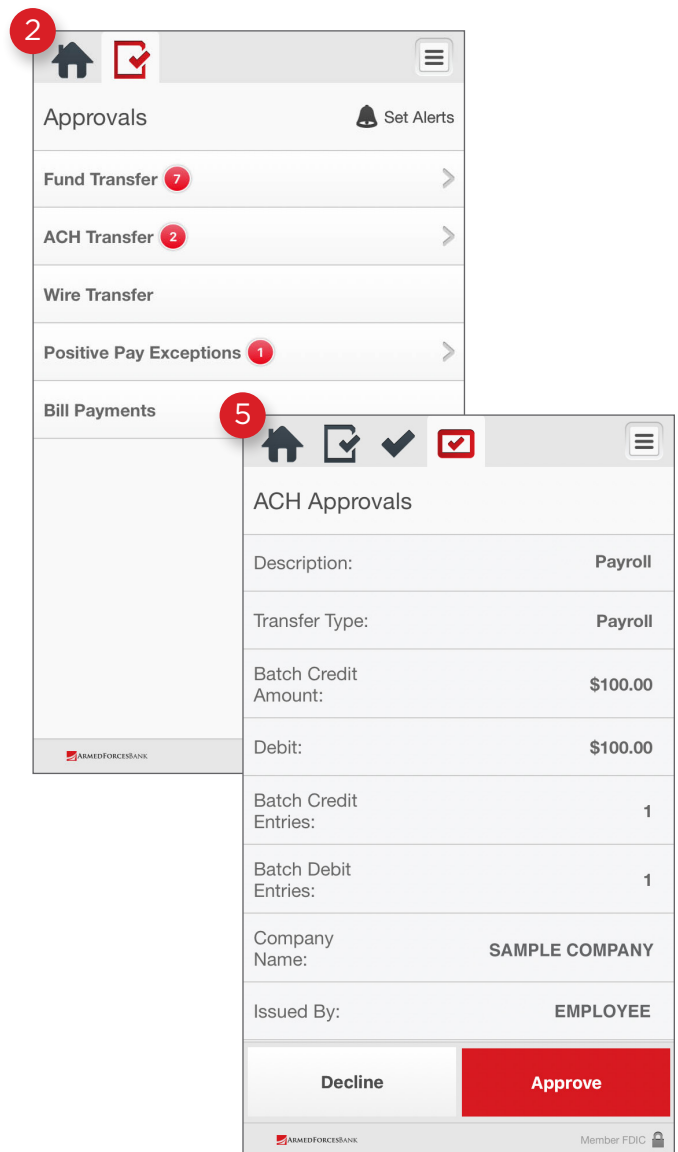 2
Approvals
Set Alerts
Fund Transfer 7
ACH Transfer 2
Wire Transfer
Positive Pay Exceptions 1
Bill Payments
ARMEDFORCESBANK
5
ACH Approvals
Description: Payroll
Transfer Type: Payroll
Batch Credit
Amount: $100.00
Debit: $100.00
Batch Credit
Entries: 1
Batch Debit
Entries: 1
Company
Name: SAMPLE COMPANY
Issued By: EMPLOYEE
Decline Approve
ARMEDFORCESBANK Member FDIC